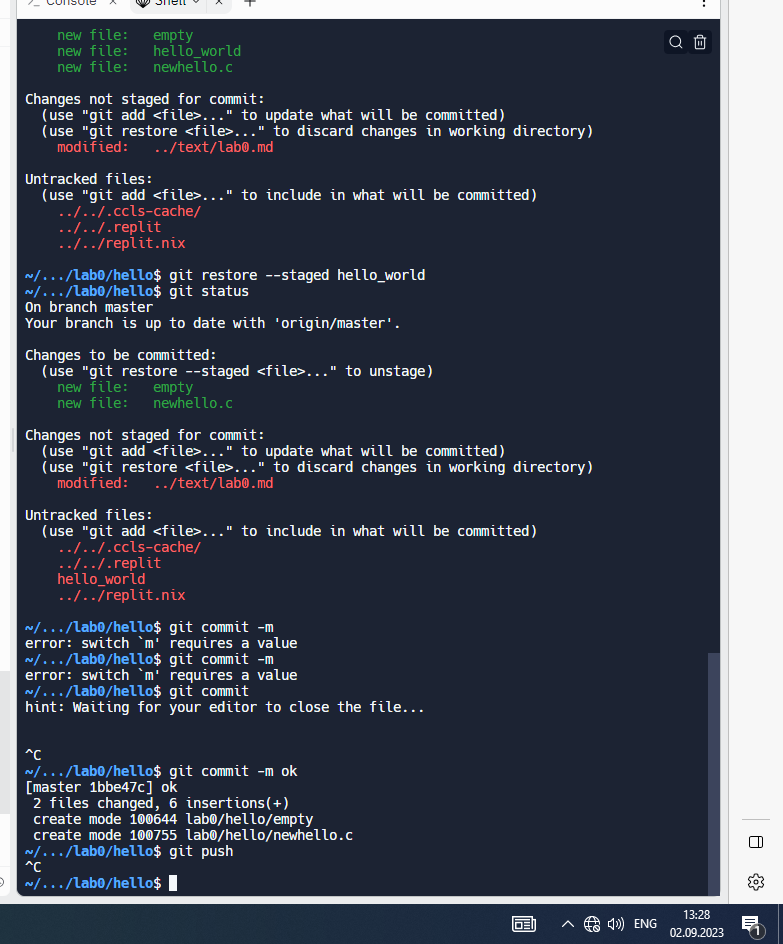 Console
Shell
new file:   empty
new file:   hello_world
new file:   newhello.c
Changes not staged for commit:
(use "git add <file>..." to update what will be committed)
(use "git restore <file>..." to discard changes in working directory)
modified:   ../text/lab0.md
Untracked files:
(use "git add <file>..." to include in what will be committed)
../../.ccls-cache/
../../.replit
../../replit.nix
~/.../lab0/hello$ git restore --staged hello_world
~/.../lab0/hello$ git status
On branch master
Your branch is up to date with 'origin/master'.
Changes to be committed:
(use "git restore --staged <file>..." to unstage)
new file:   empty
new file:   newhello.c
Changes not staged for commit:
(use "git add <file>..." to update what will be committed)
(use "git restore <file>..." to discard changes in working directory)
modified:   ../text/lab0.md
Untracked files:
(use "git add <file>..." to include in what will be committed)
../../.ccls-cache/
../../.replit
hello_world
../../replit.nix
~/.../lab0/hello$ git commit -m
error: switch `m' requires a value
~/.../lab0/hello$ git commit -m
error: switch `m' requires a value
~/.../lab0/hello$ git commit
hint: Waiting for your editor to close the file...
^C
~/.../lab0/hello$ git commit -m ok
[master 1bbe47c] ok
2 files changed, 6 insertions(+)
create mode 100644 lab0/hello/empty
create mode 100755 lab0/hello/newhello.c
~/.../lab0/hello$ git push
^C
~/.../lab0/hello$
ENG
13:28
02.09.2023
1